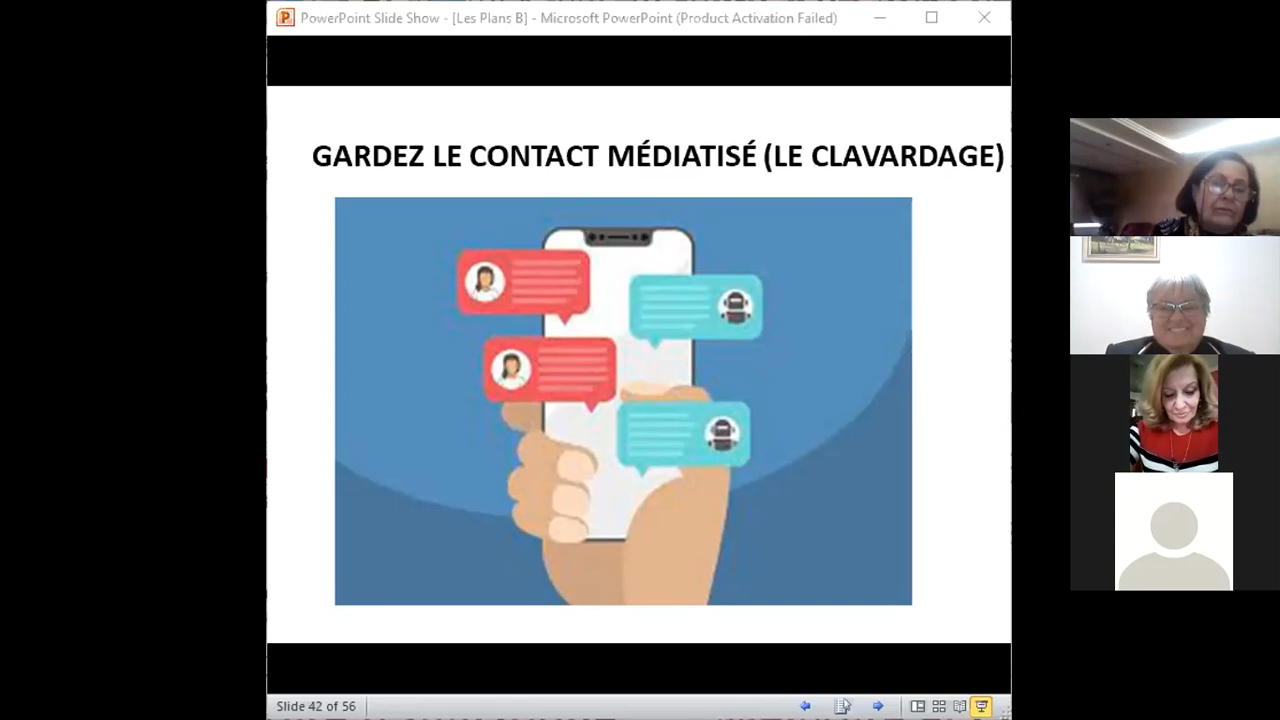 PowerPoint Slide Show - [Les Plans B] - Microsoft PowerPoint (Product Activation Failed)
GARDEZ LE CONTACT MÉDIATISÉ (LE CLAVARDAGE)
Slide 42 of 56